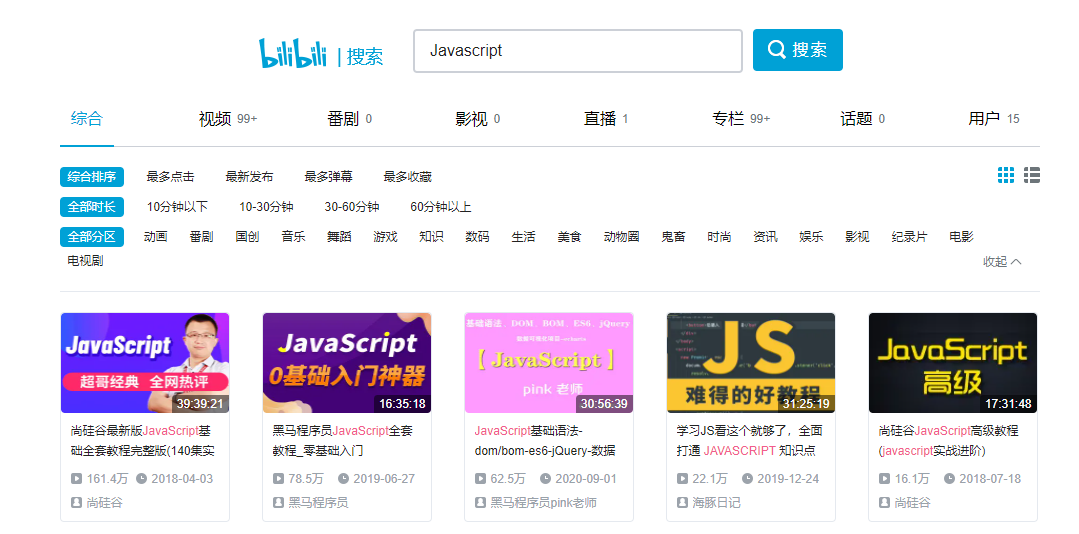 bilibili | 搜索 Javascript 搜索
综合 视频 99+ 番剧 0 影视 0 直播 1 专栏 99+ 话题 0 用户 15
综合排序 最多点击 最新发布 最多弹幕 最多收藏
全部时长 10分钟以下 10-30分钟 30-60分钟 60分钟以上
全部分区 动画 番剧 国创 音乐 舞蹈 游戏 知识 数码 生活 美食 动物圈 鬼畜 时尚 资讯 娱乐 影视 纪录片 电影
电视剧 收起
JavaScript
超哥经典 全网热评
39:39:21
尚硅谷最新版JavaScript基
础全套教程完整版(140集实
161.4万 2018-04-03
尚硅谷
JavaScript
0基础入门神器
16:35:18
黑马程序员JavaScript全套
教程_零基础入门
78.5万 2019-06-27
黑马程序员
基础语法、DOM、BOM、ES6、jQuery
【JavaScript】
pink 老师
30:56:39
JavaScript基础语法-
dom/bom-es6-jQuery-数据
62.5万 2020-09-01
黑马程序员pink老师
JS
难得的好教程
31:25:19
学习JS看这个就够了，全面
打通 JAVASCRIPT 知识点
22.1万 2019-12-24
海豚日记
JavaScript
高级
17:31:48
尚硅谷JavaScript高级教程
(javascript实战进阶)
16.1万 2018-07-18
尚硅谷